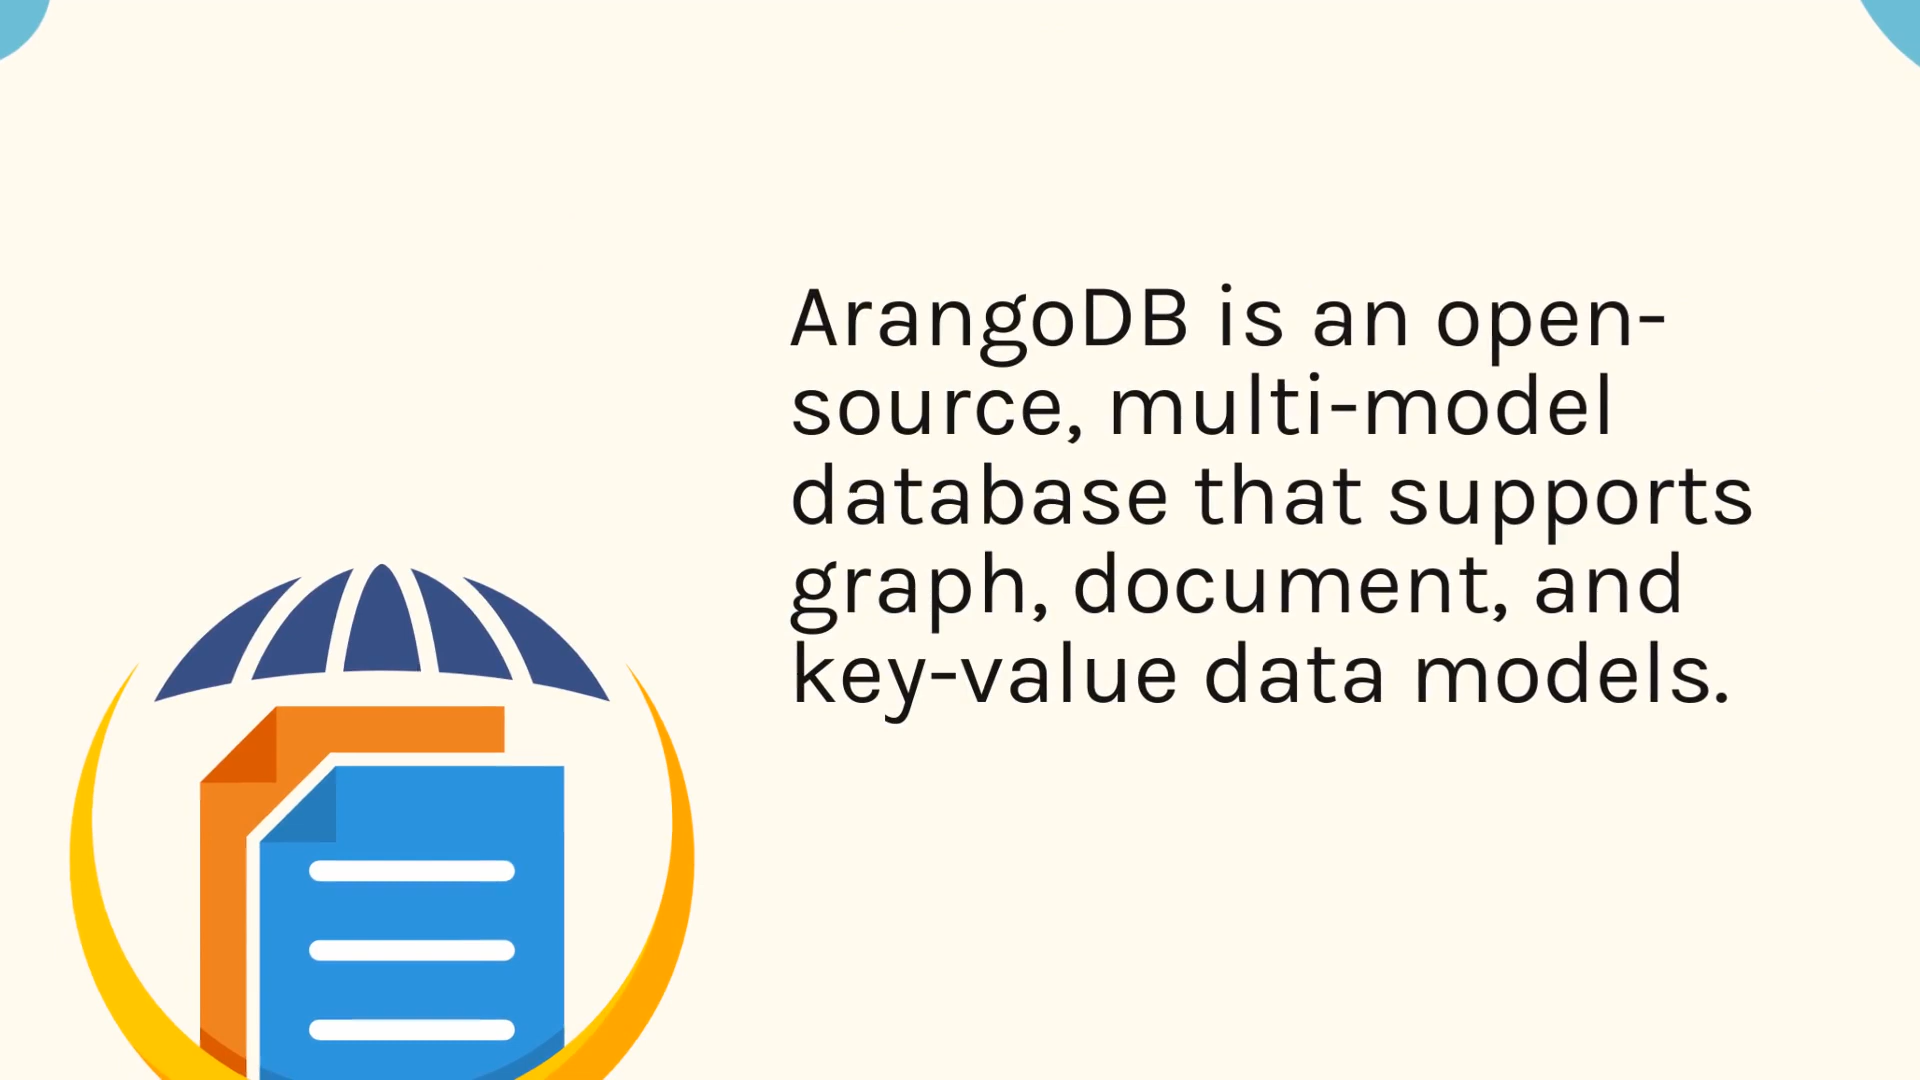 ArangoDB is an open-
source, multi-model
database that supports
graph, document, and
key-value data models.